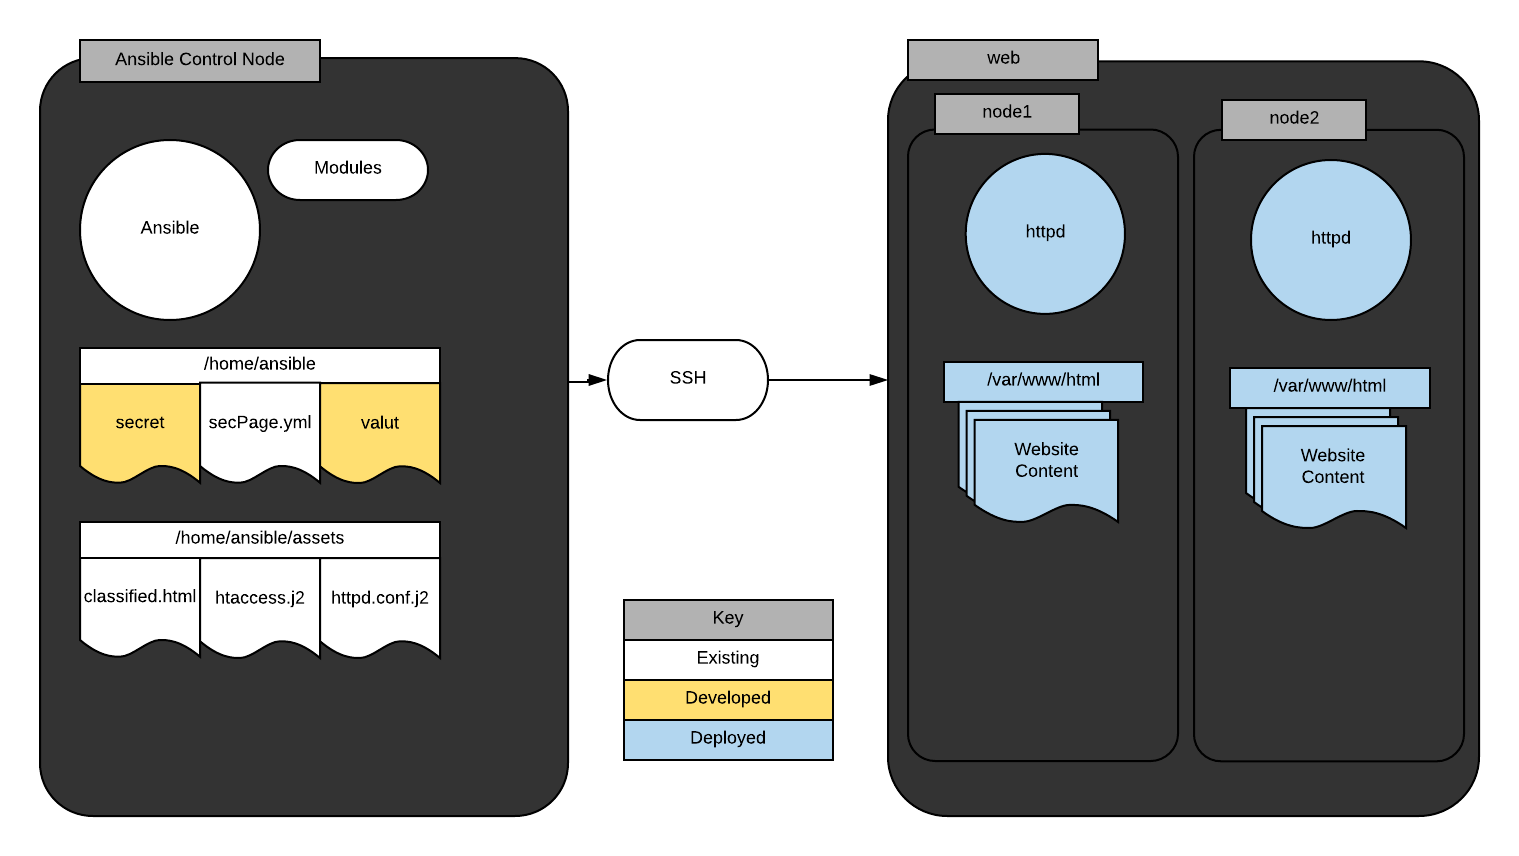 Ansible Control Node
Modules
Ansible
/home/ansible
secret
secPage.yml
valut
/home/ansible/assets
classified.html
htaccess.j2
httpd.conf.j2
SSH
Key
Existing
Developed
Deployed
web
node1
httpd
/var/www/html
Website
Content
node2
httpd
/var/www/html
Website
Content